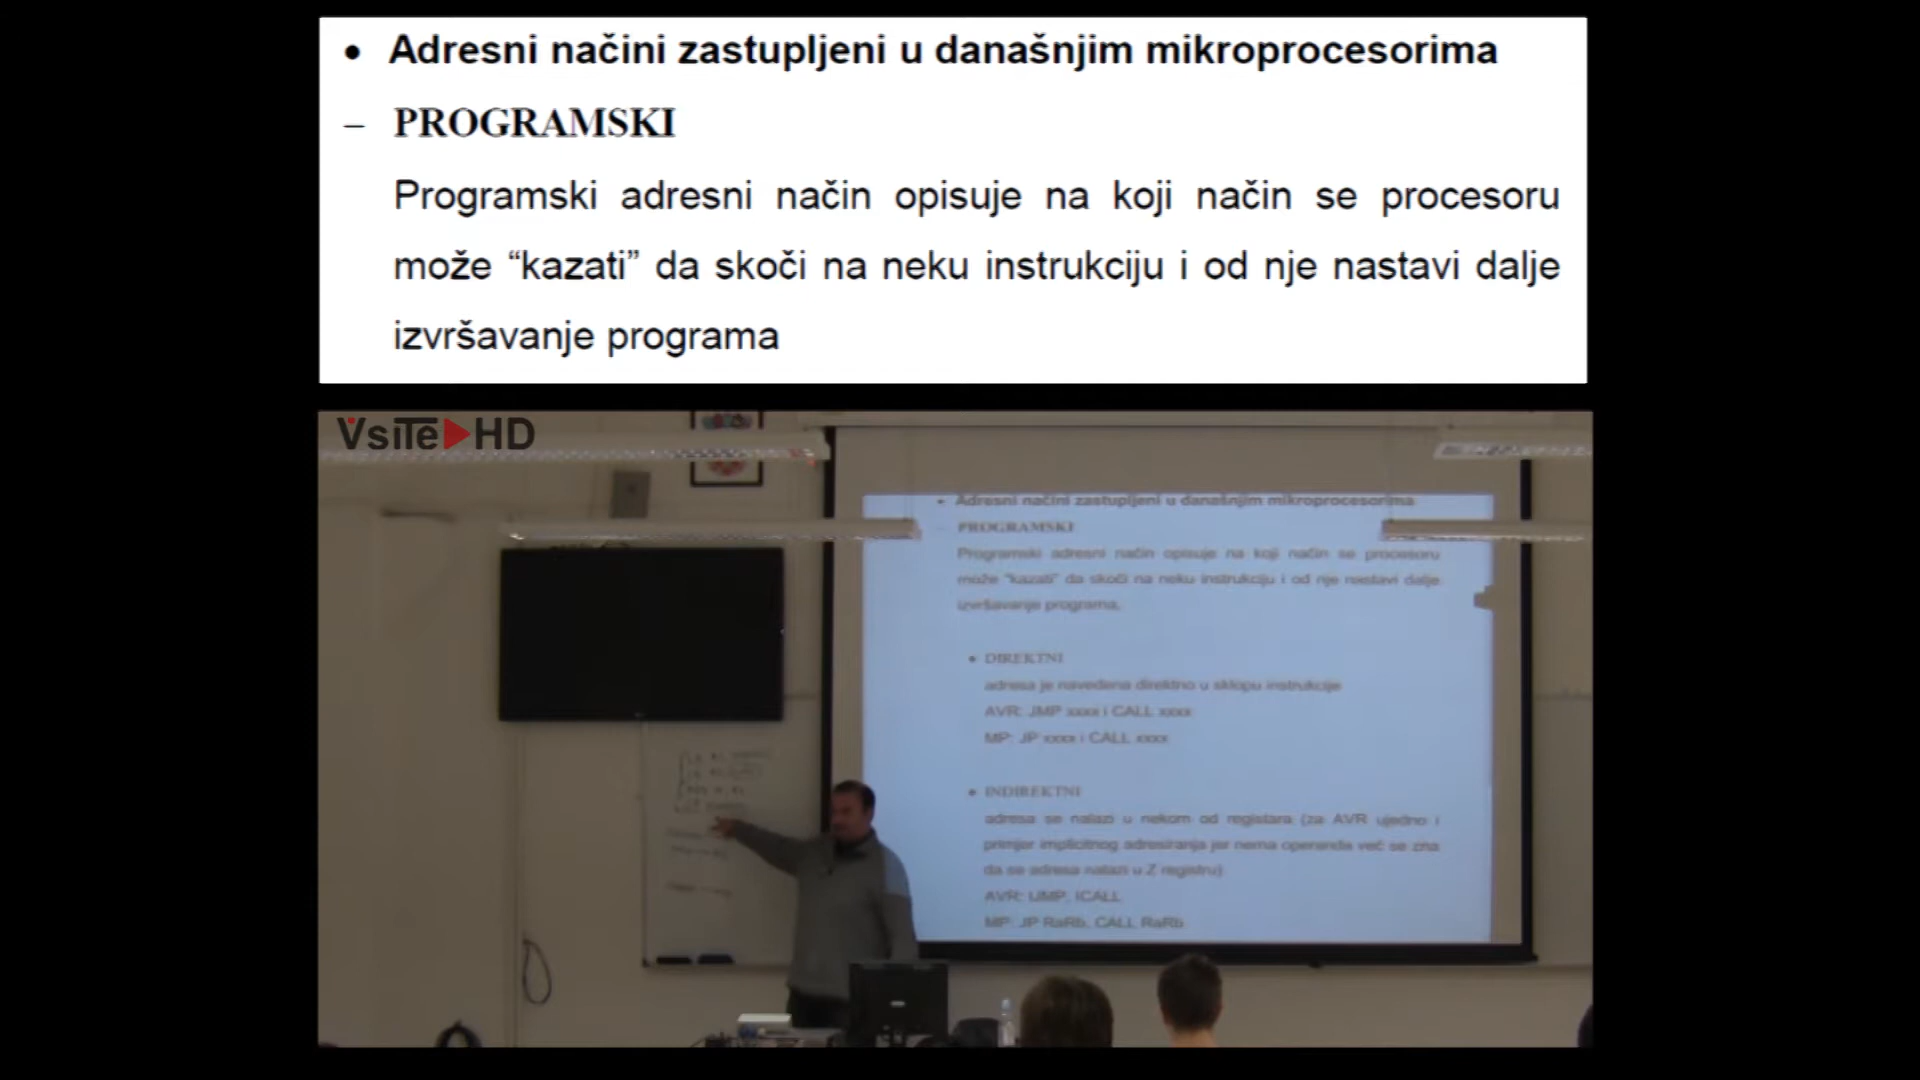 • Adresni načini zastupljeni u današnjim mikroprocesorima
– PROGRAMSKI
Programski adresni način opisuje na koji način se procesoru
može “kazati” da skoči na neku instrukciju i od nje nastavi dalje
izvršavanje programa
VsiTe HD
• Adresni načini zastupljeni u današnjim mikroprocesorima
– PROGRAMSKI
Programski adresni način opisuje na koji način se procesoru
može “kazati” da skoči na neku instrukciju i od nje nastavi dalje
izvršavanje programa.
• DIREKTNI
adresa je navedena direktno u sklopu instrukcije
AVR: JMP xxxx i CALL xxxx
MP: JP xxxx i CALL xxxx
• INDIREKTNI
adresa se nalazi u nekom od registara (za AVR ujedno i
primjer implicitnog adresiranja jer nema operanda već se zna
da se adresa nalazi u Z registru)
AVR: IJMP, ICALL
MP: JP RaRb, CALL RaRb